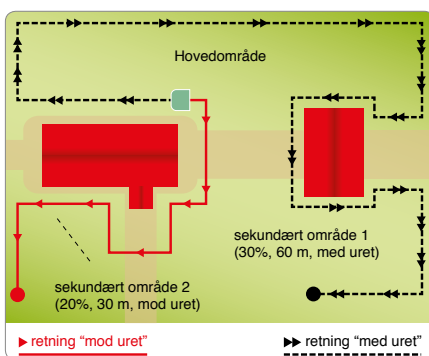 Hovedområde
sekundært område 1
(30%, 60 m, med uret)
sekundært område 2
(20%, 30 m, mod uret)
retning “mod uret”
retning “med uret”